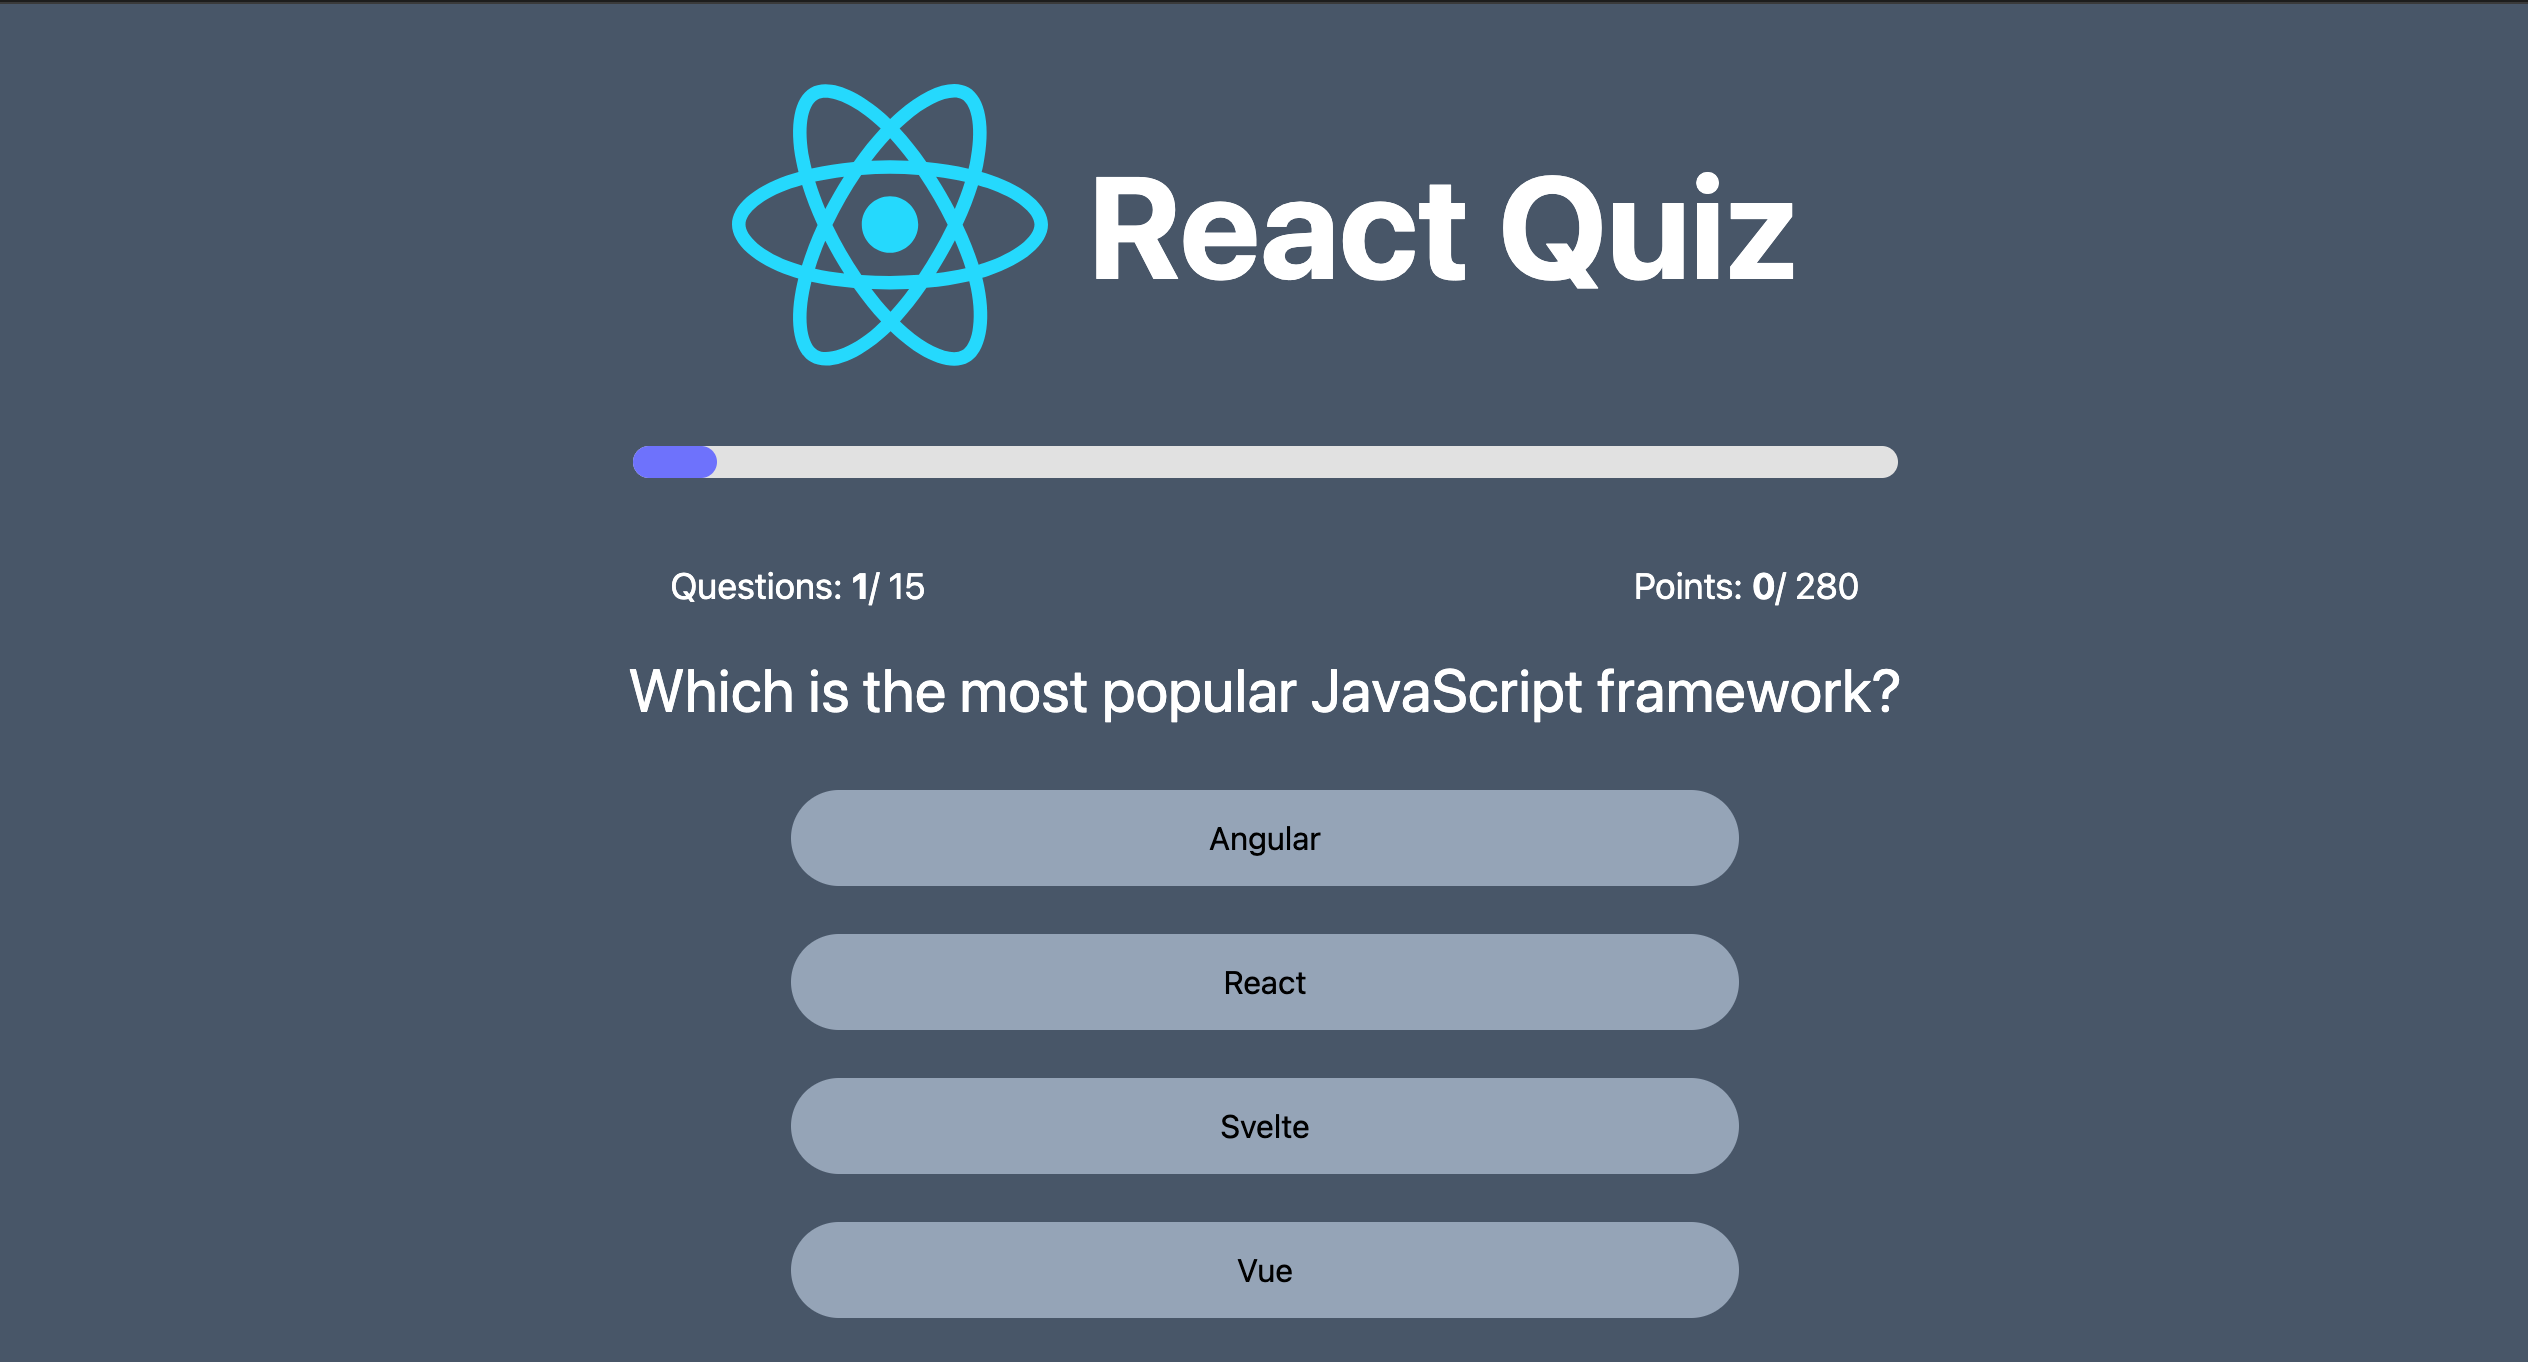 React Quiz
Questions: 1/ 15
Points: 0/ 280
Which is the most popular JavaScript framework?
Angular
React
Svelte
Vue